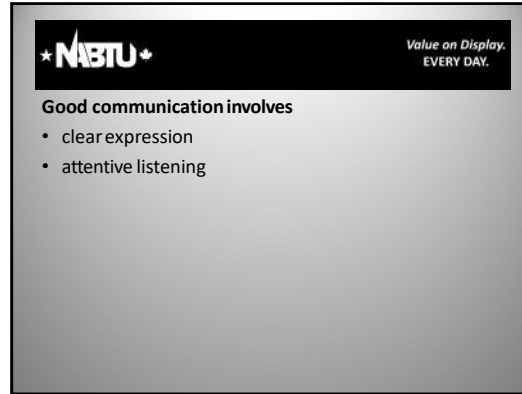 NABTU
Value on Display.
EVERY DAY.
Good communication involves
• clear expression
• attentive listening